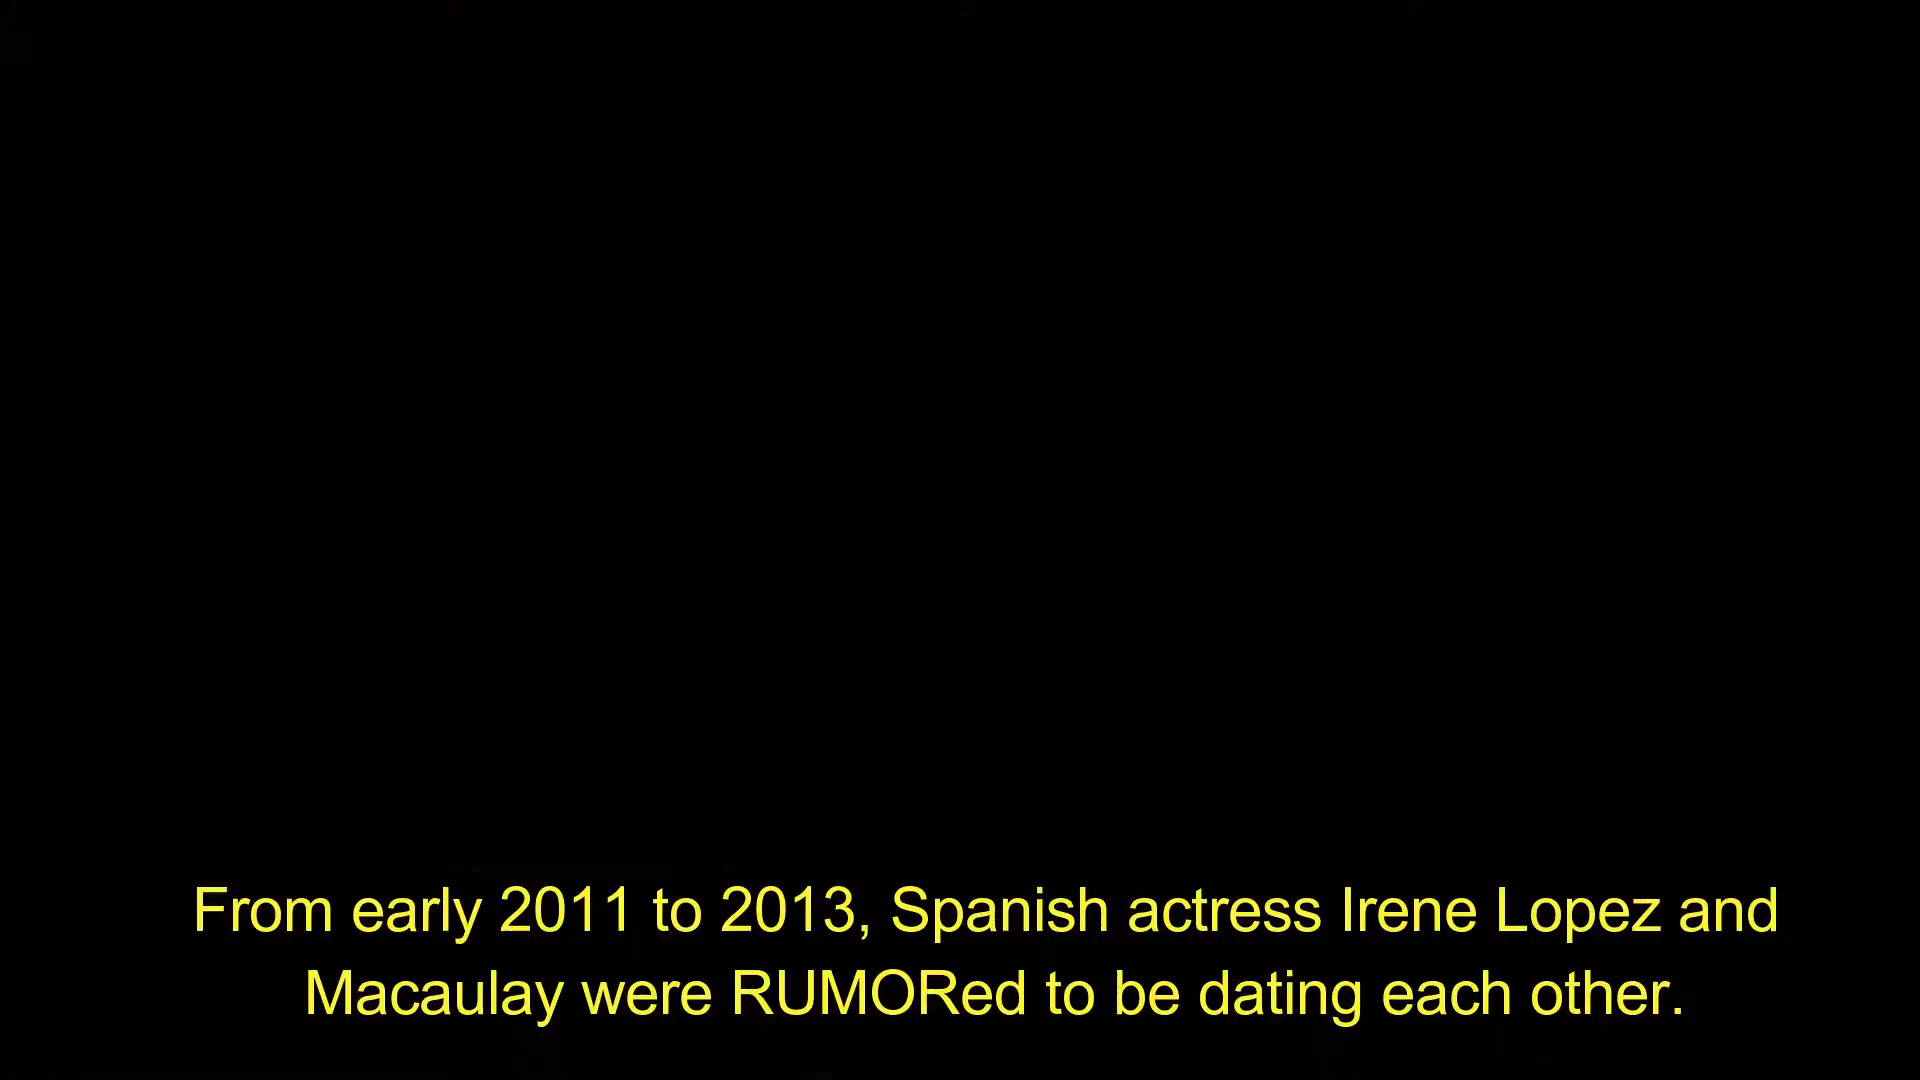 From early 2011 to 2013, Spanish actress Irene Lopez and
Macaulay were RUMORed to be dating each other.